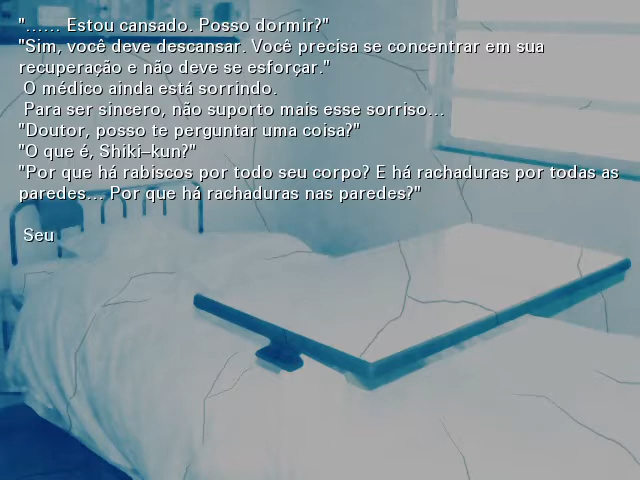 "...... Estou cansado. Posso dormir?"
"Sim, você deve descansar. Você precisa se concentrar em sua
recuperação e não deve se esforçar."
O médico ainda está sorrindo.
Para ser sincero, não suporto mais esse sorriso...
"Doutor, posso te perguntar uma coisa?"
"O que é, Shiki-kun?"
"Por que há rabiscos por todo seu corpo? E há rachaduras por todas as
paredes... Por que há rachaduras nas paredes?"
Seu